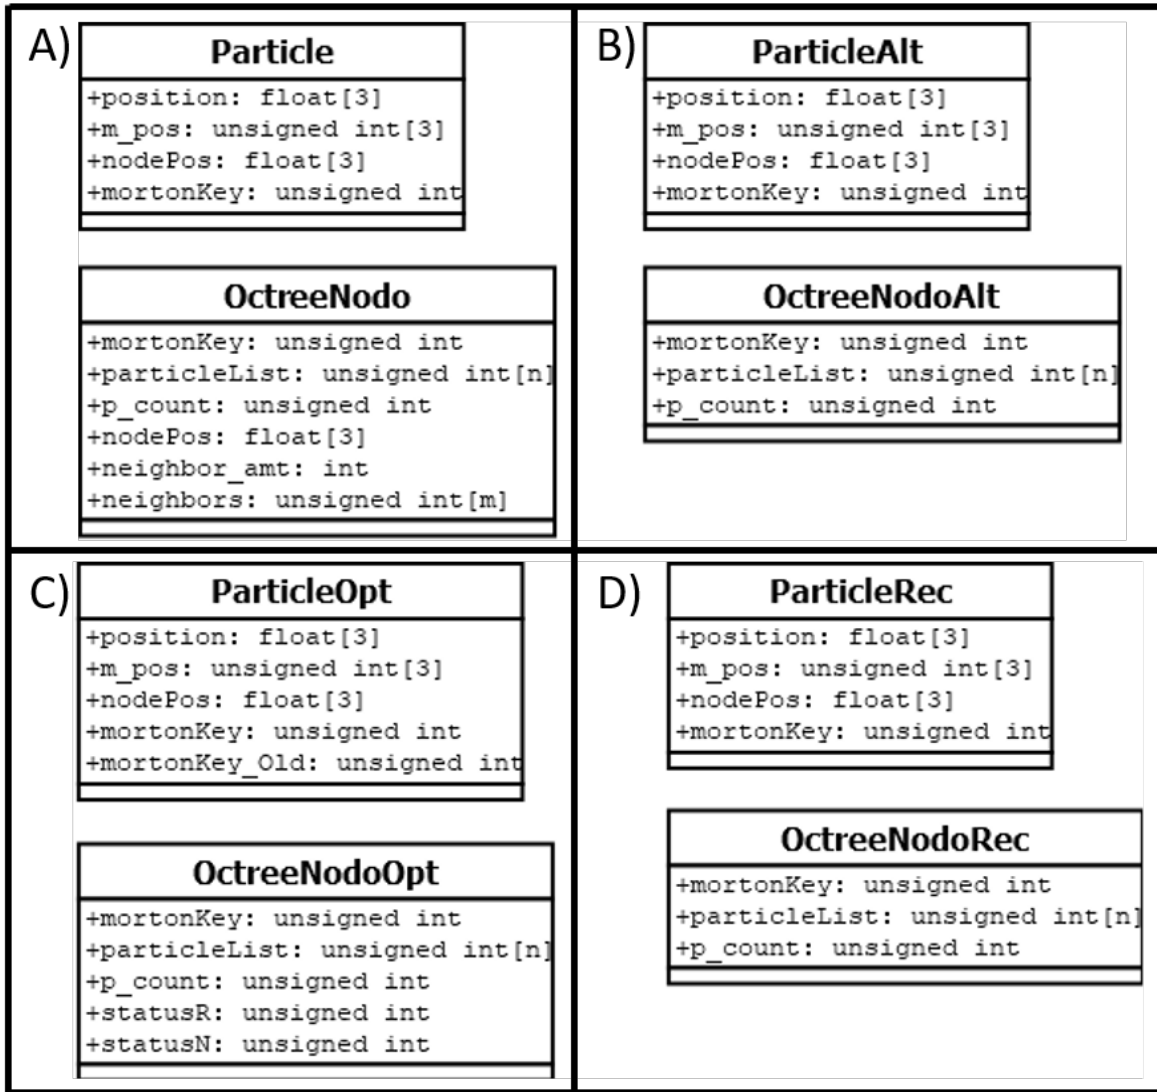 A)
Particle
+position: float[3]
+m_pos: unsigned int[3]
+nodePos: float[3]
+mortonKey: unsigned int
OctreeNodo
+mortonKey: unsigned int
+particleList: unsigned int[n]
+p_count: unsigned int
+nodePos: float[3]
+neighbor_amt: int
+neighbors: unsigned int[m]
B)
ParticleAlt
+position: float[3]
+m_pos: unsigned int[3]
+nodePos: float[3]
+mortonKey: unsigned int
OctreeNodoAlt
+mortonKey: unsigned int
+particleList: unsigned int[n]
+p_count: unsigned int
C)
ParticleOpt
+position: float[3]
+m_pos: unsigned int[3]
+nodePos: float[3]
+mortonKey: unsigned int
+mortonKey_Old: unsigned int
OctreeNodoOpt
+mortonKey: unsigned int
+particleList: unsigned int[n]
+p_count: unsigned int
+statusR: unsigned int
+statusN: unsigned int
D)
ParticleRec
+position: float[3]
+m_pos: unsigned int[3]
+nodePos: float[3]
+mortonKey: unsigned int
OctreeNodoRec
+mortonKey: unsigned int
+particleList: unsigned int[n]
+p_count: unsigned int